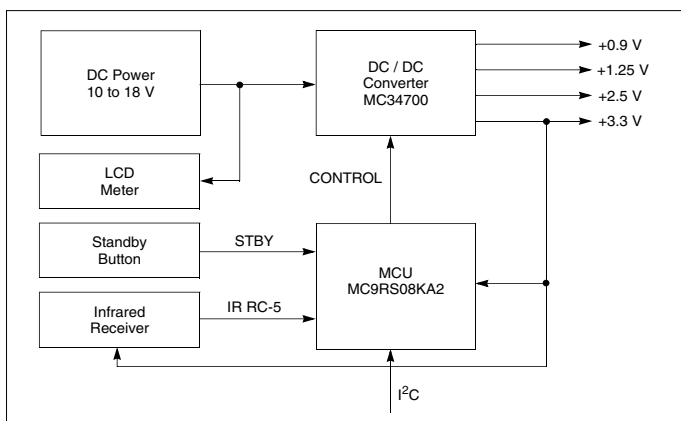 DC Power
10 to 18 V
DC / DC
Converter
MC34700
+0.9 V
+1.25 V
+2.5 V
+3.3 V
LCD
Meter
CONTROL
Standby
Button
STBY
MCU
MC9RS08KA2
Infrared
Receiver
IR RC-5
I²C